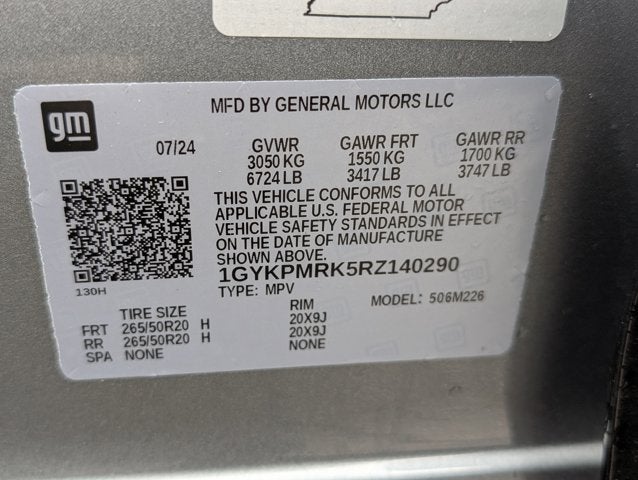 gm
MFD BY GENERAL MOTORS LLC
07/24 GVWR GAWR FRT GAWR RR
3050 KG 1550 KG 1700 KG
6724 LB 3417 LB 3747 LB
THIS VEHICLE CONFORMS TO ALL
APPLICABLE U.S. FEDERAL MOTOR
VEHICLE SAFETY STANDARDS IN EFFECT
ON THE DATE OF MANUFACTURE
SHOWN ABOVE.
1GYKPMRK5RZ140290
130H
TYPE: MPV MODEL: 506M226
TIRE SIZE RIM
FRT 265/50R20 H 20X9J
RR 265/50R20 H 20X9J
SPA NONE NONE